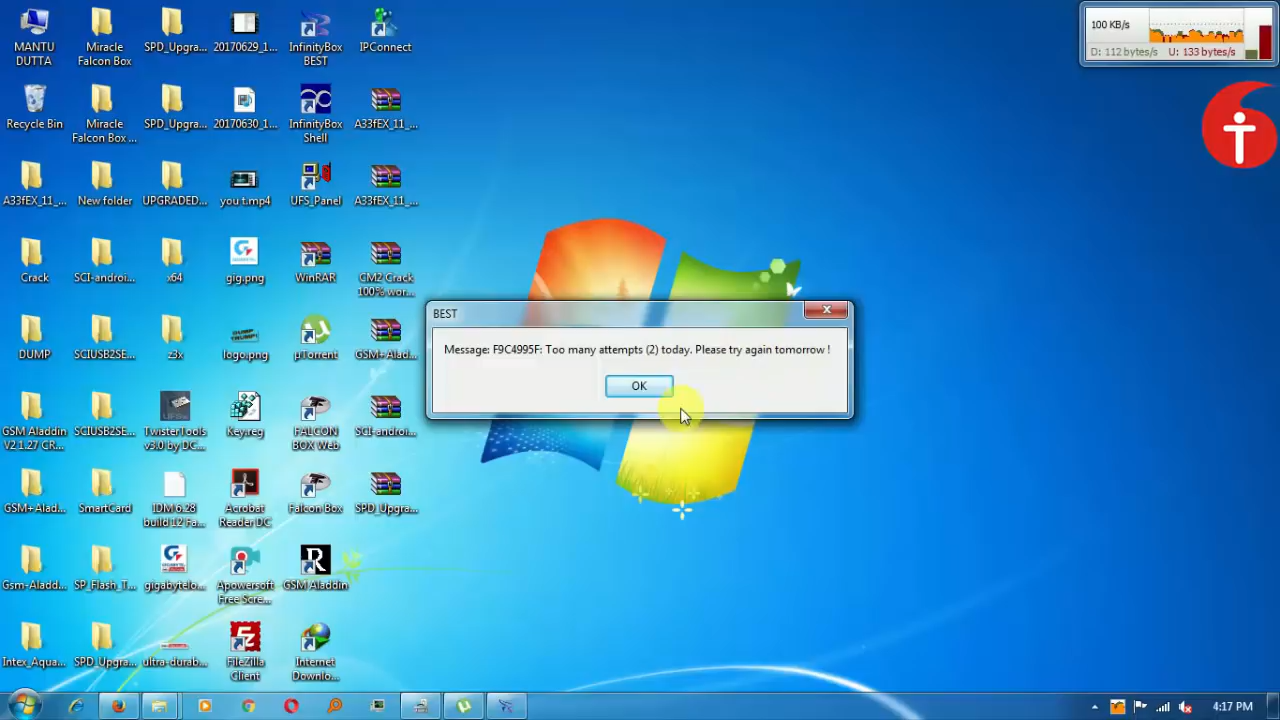 MANTU
DUTTA
Miracle
Falcon Box
SPD_Upgra...
20170629_1...
InfinityBox
BEST
IPConnect
Recycle Bin
Miracle
Falcon Box ...
SPD_Upgra...
20170630_1...
InfinityBox
Shell
A33fEX_11_...
A33fEX_11_...
New folder
UPGRADED...
you t.mp4
UFS_Panel
A33fEX_11_...
Crack
SCI-androi...
x64
gig.png
WinRAR
CM2 Crack
100% wor...
DUMP
SCIUSB2SE...
z3x
logo.png
µTorrent
GSM+Alad...
GSM Aladdin
V2.1.27 CR...
SCIUSB2SE...
TwisterTools
v3.0 by DC...
Key.reg
FALCON
BOX Web
SCI-androi...
GSM+Alad...
SmartCard
IDM 6.28
build 12 Fa...
Acrobat
Reader DC
Falcon Box
SPD_Upgra...
Gsm-Aladd...
SP_Flash_T...
gigabytelo...
Apowersoft
Free Scre...
GSM Aladdin
Intex_Aqua...
SPD_Upgra...
ultra-durab...
FileZilla
Client
Internet
Downlo...
100 KB/s
D: 112 bytes/s U: 133 bytes/s
BEST
Message: F9C4995F: Too many attempts (2) today. Please try again tomorrow !
OK
4:17 PM